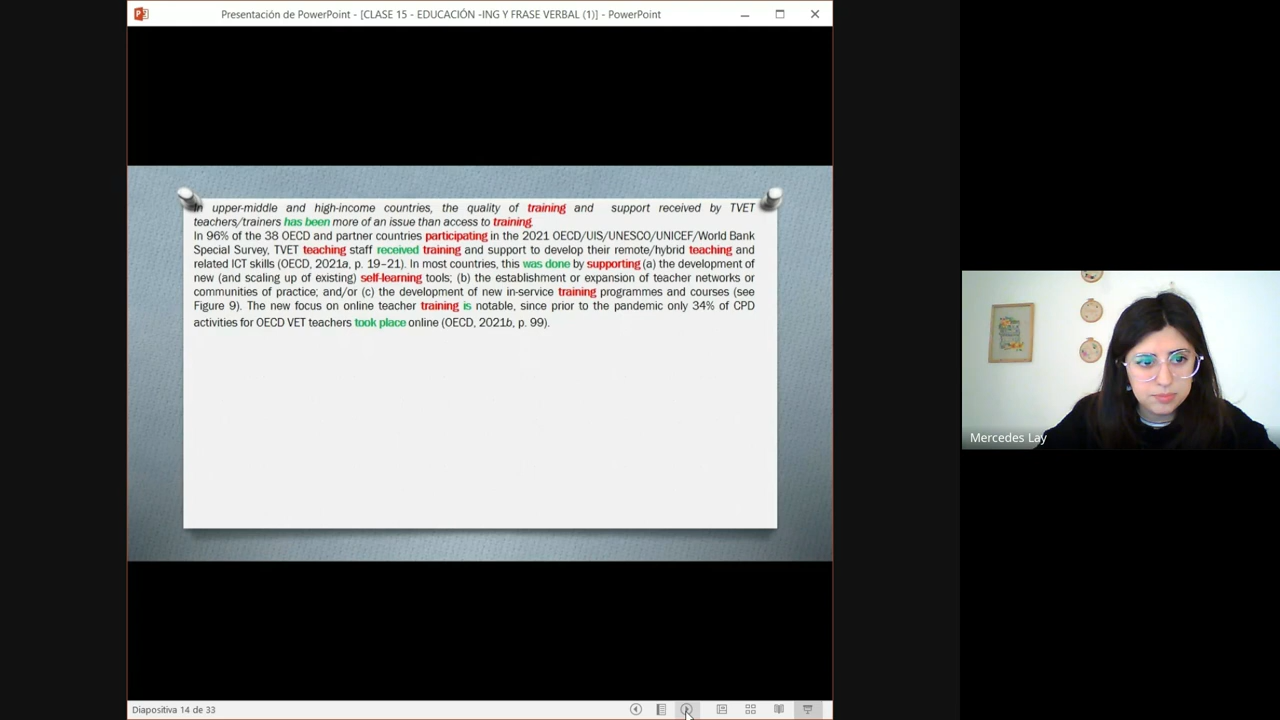 Presentación de PowerPoint - [CLASE 15 - EDUCACIÓN -ING Y FRASE VERBAL (1)] - PowerPoint
In upper-middle and high-income countries, the quality of training and support received by TVET
teachers/trainers has been more of an issue than access to training.
In 96% of the 38 OECD and partner countries participating in the 2021 OECD/UIS/UNESCO/UNICEF/World Bank
Special Survey, TVET teaching staff received training and support to develop their remote/hybrid teaching and
related ICT skills (OECD, 2021a, p. 19–21). In most countries, this was done by supporting (a) the development of
new (and scaling up of existing) self-learning tools; (b) the establishment or expansion of teacher networks or
communities of practice; and/or (c) the development of new in-service training programmes and courses (see
Figure 9). The new focus on online teacher training is notable, since prior to the pandemic only 34% of CPD
activities for OECD VET teachers took place online (OECD, 2021b, p. 99).
Mercedes Lay
Diapositiva 14 de 33